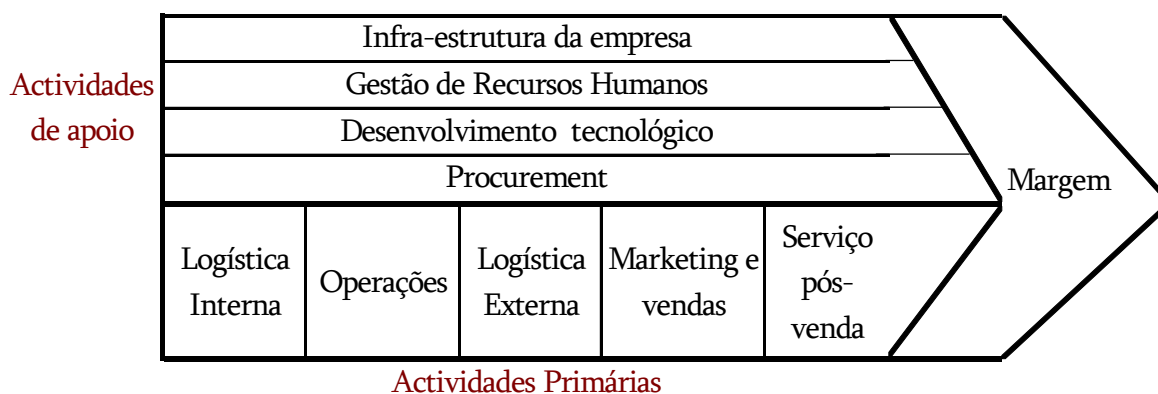 Infra-estrutura da empresa
Gestão de Recursos Humanos
Desenvolvimento tecnológico
Procurement
Actividades
de apoio
Margem
Logística
Interna
Operações
Logística
Externa
Marketing e
vendas
Serviço
pós-
venda
Actividades Primárias